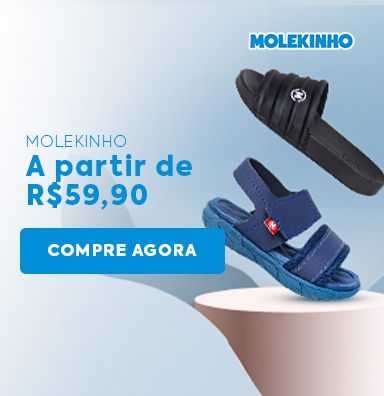 MOLEKINHO
MOLEKINHO
A partir de
R$59,90
COMPRE AGORA